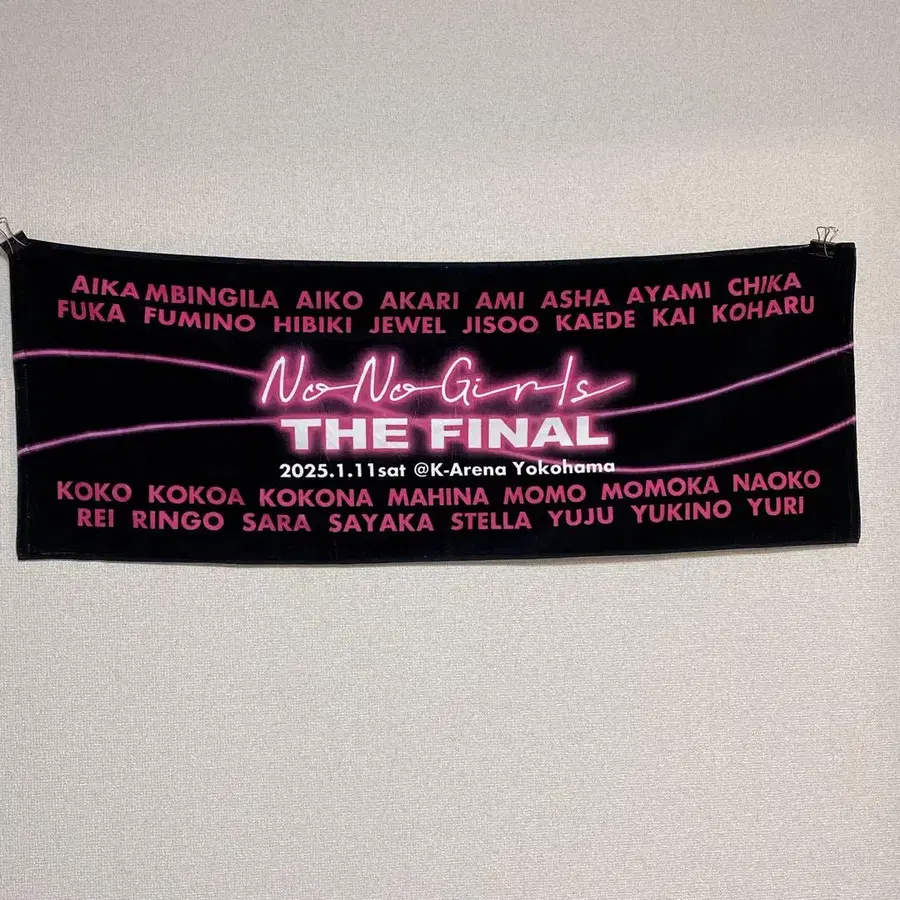 AIKA MBINGILA AIKO AKARI AMI ASHA AYAMI CHIKA
FUKA FUMINO HIBIKI JEWEL JISOO KAEDE KAI KOHARU
No No Girls
THE FINAL
2025.1.11sat @K-Arena Yokohama
KOKO KOKOA KOKONA MAHINA MOMO MOMOKA NAOKO
REI RINGO SARA SAYAKA STELLA YUJU YUKINO YURI